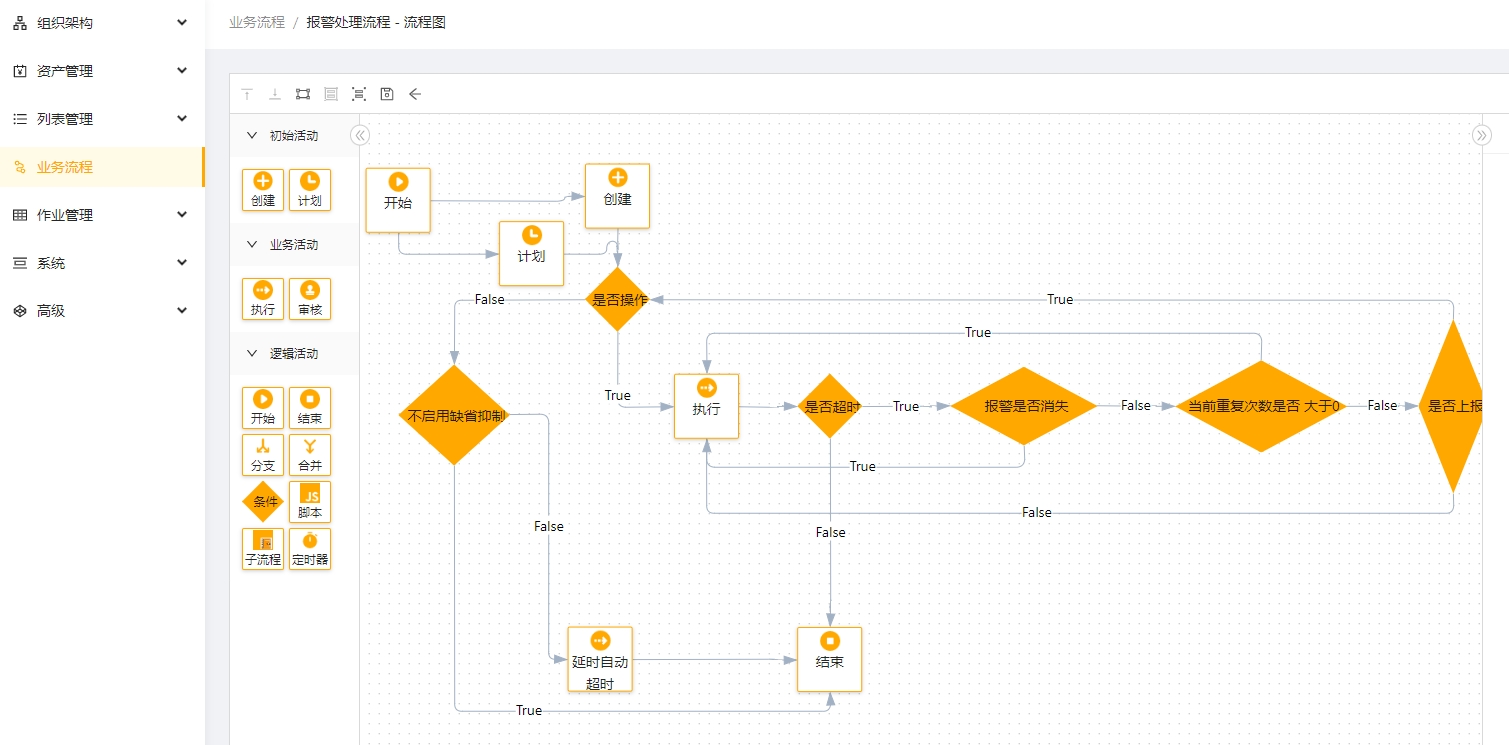 组织架构
资产管理
列表管理
业务流程
作业管理
系统
高级
业务流程 / 报警处理流程 - 流程图
初始活动
创建
计划
业务活动
执行
审核
逻辑活动
开始
结束
分支
合并
条件
JS
脚本
子流程
定时器
开始
创建
计划
是否操作
False
True
True
True
不启用缺省抑制
执行
是否超时
True
报警是否消失
False
当前重复次数是否 大于0
False
是否上报
True
False
False
False
延时自动
超时
结束
True